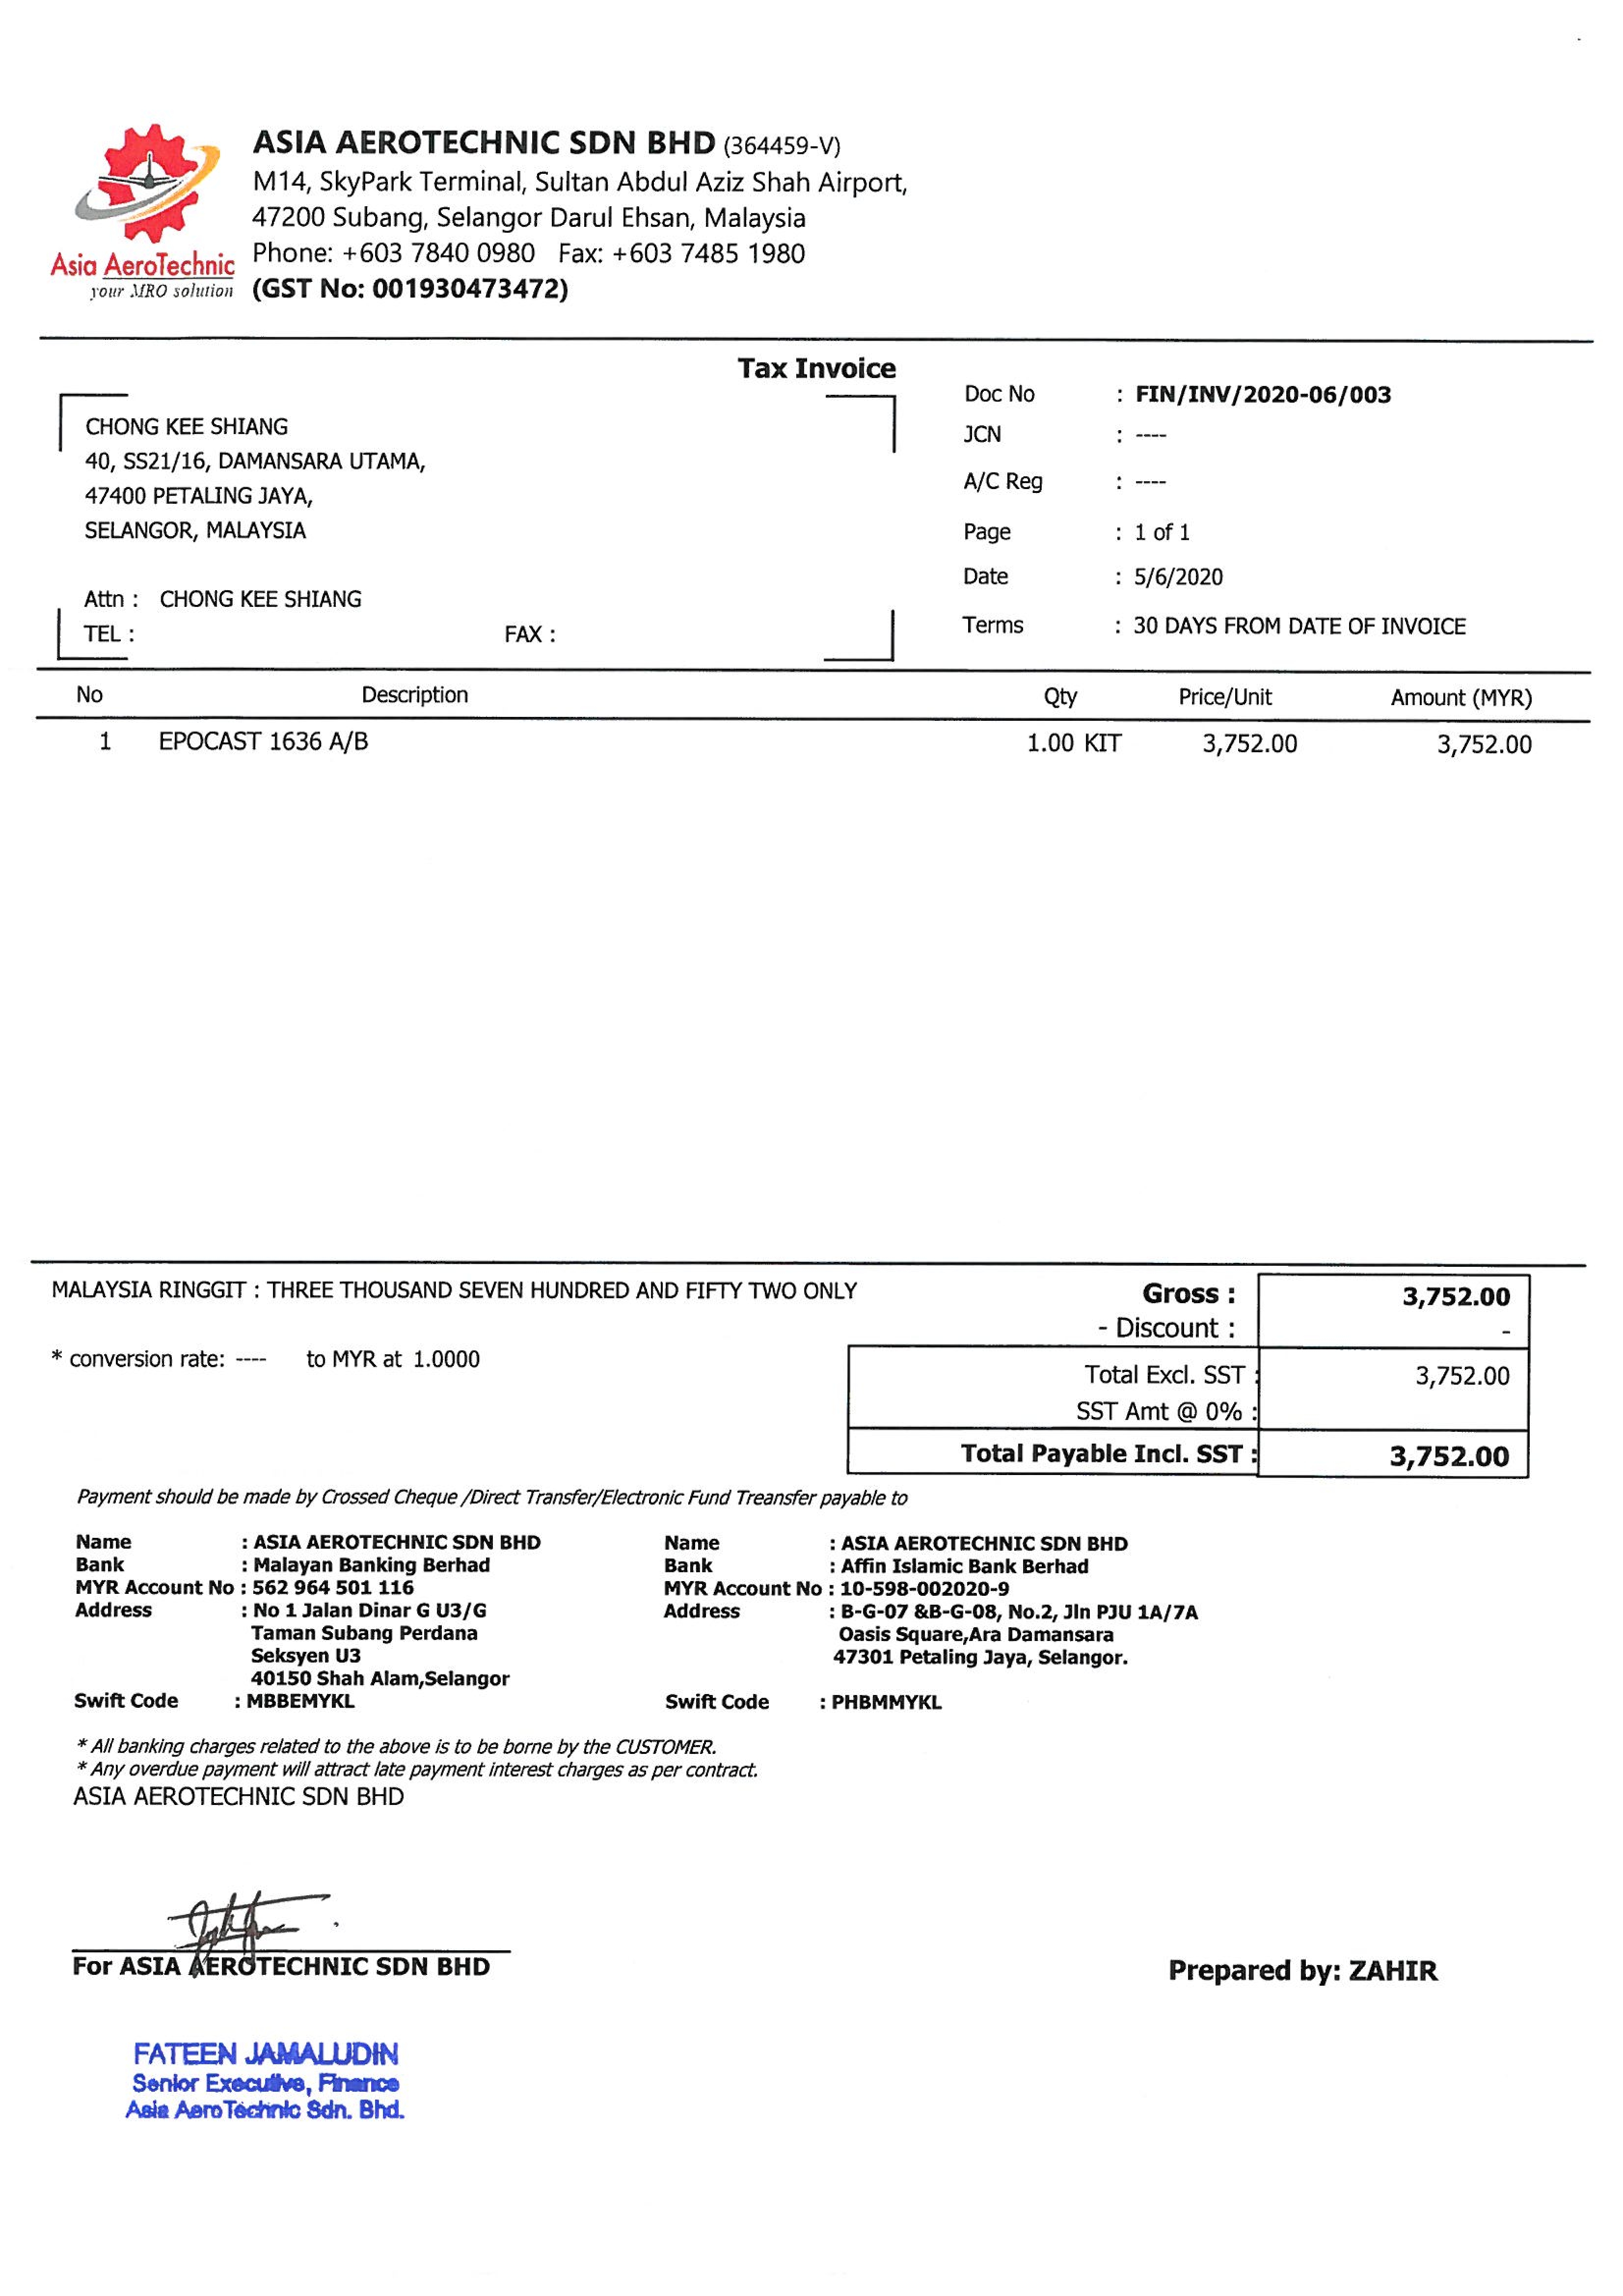 ASIA AEROTECHNIC SDN BHD (364459-V)
M14, SkyPark Terminal, Sultan Abdul Aziz Shah Airport,
47200 Subang, Selangor Darul Ehsan, Malaysia
Phone: +603 7840 0980 Fax: +603 7485 1980
(GST No: 001930473472)
Asia AeroTechnic
your MRO solution
Tax Invoice
CHONG KEE SHIANG
40, SS21/16, DAMANSARA UTAMA,
47400 PETALING JAYA,
SELANGOR, MALAYSIA
Attn : CHONG KEE SHIANG
TEL : FAX :
Doc No : FIN/INV/2020-06/003
JCN : ----
A/C Reg : ----
Page : 1 of 1
Date : 5/6/2020
Terms : 30 DAYS FROM DATE OF INVOICE
No Description Qty Price/Unit Amount (MYR)
1 EPOCAST 1636 A/B 1.00 KIT 3,752.00 3,752.00
MALAYSIA RINGGIT : THREE THOUSAND SEVEN HUNDRED AND FIFTY TWO ONLY
* conversion rate: ---- to MYR at 1.0000
Gross : 3,752.00
- Discount : -
Total Excl. SST : 3,752.00
SST Amt @ 0% :
Total Payable Incl. SST : 3,752.00
Payment should be made by Crossed Cheque /Direct Transfer/Electronic Fund Treansfer payable to
Name : ASIA AEROTECHNIC SDN BHD
Bank : Malayan Banking Berhad
MYR Account No : 562 964 501 116
Address : No 1 Jalan Dinar G U3/G
Taman Subang Perdana
Seksyen U3
40150 Shah Alam,Selangor
Swift Code : MBBEMYKL
Name : ASIA AEROTECHNIC SDN BHD
Bank : Affin Islamic Bank Berhad
MYR Account No : 10-598-002020-9
Address : B-G-07 &B-G-08, No.2, Jln PJU 1A/7A
Oasis Square,Ara Damansara
47301 Petaling Jaya, Selangor.
Swift Code : PHBMMYKL
* All banking charges related to the above is to be borne by the CUSTOMER.
* Any overdue payment will attract late payment interest charges as per contract.
ASIA AEROTECHNIC SDN BHD
For ASIA AEROTECHNIC SDN BHD
Prepared by: ZAHIR
FATEEN JAMALUDIN
Senior Executive, Finance
Asia AeroTechnic Sdn. Bhd.